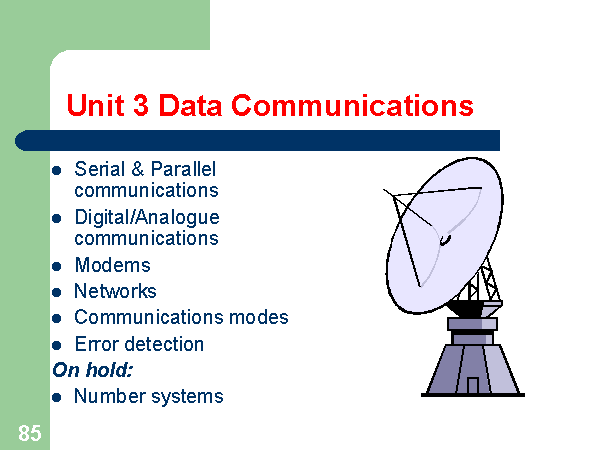 Unit 3 Data Communications
Serial & Parallel
communications
Digital/Analogue
communications
Modems
Networks
Communications modes
Error detection
On hold:
Number systems
85